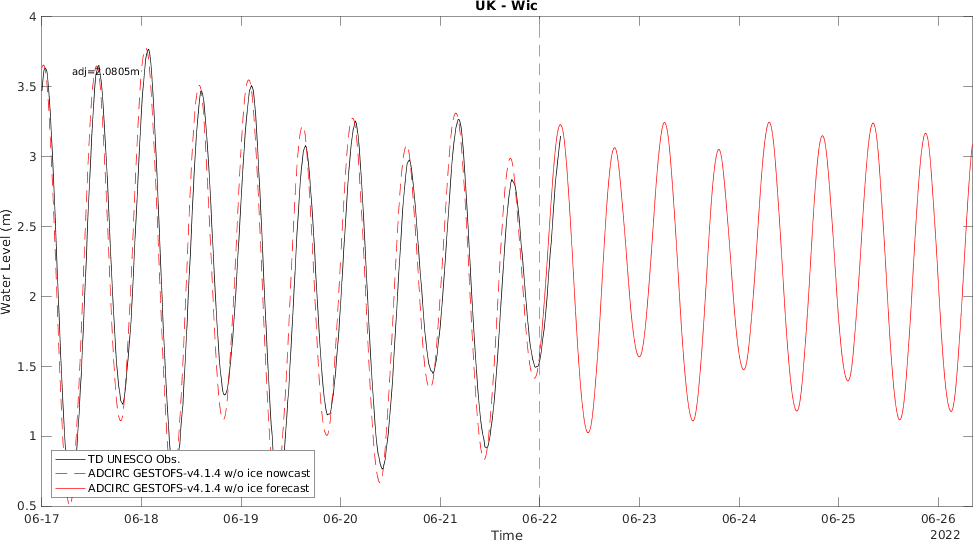 UK - Wic
4
3.5
3
2.5
2
1.5
1
0.5
Water Level (m)
adj=2.0805m
TD UNESCO Obs.
ADCIRC GESTOFS-v4.1.4 w/o ice nowcast
ADCIRC GESTOFS-v4.1.4 w/o ice forecast
06-17 06-18 06-19 06-20 06-21 06-22 06-23 06-24 06-25 06-26
Time 2022